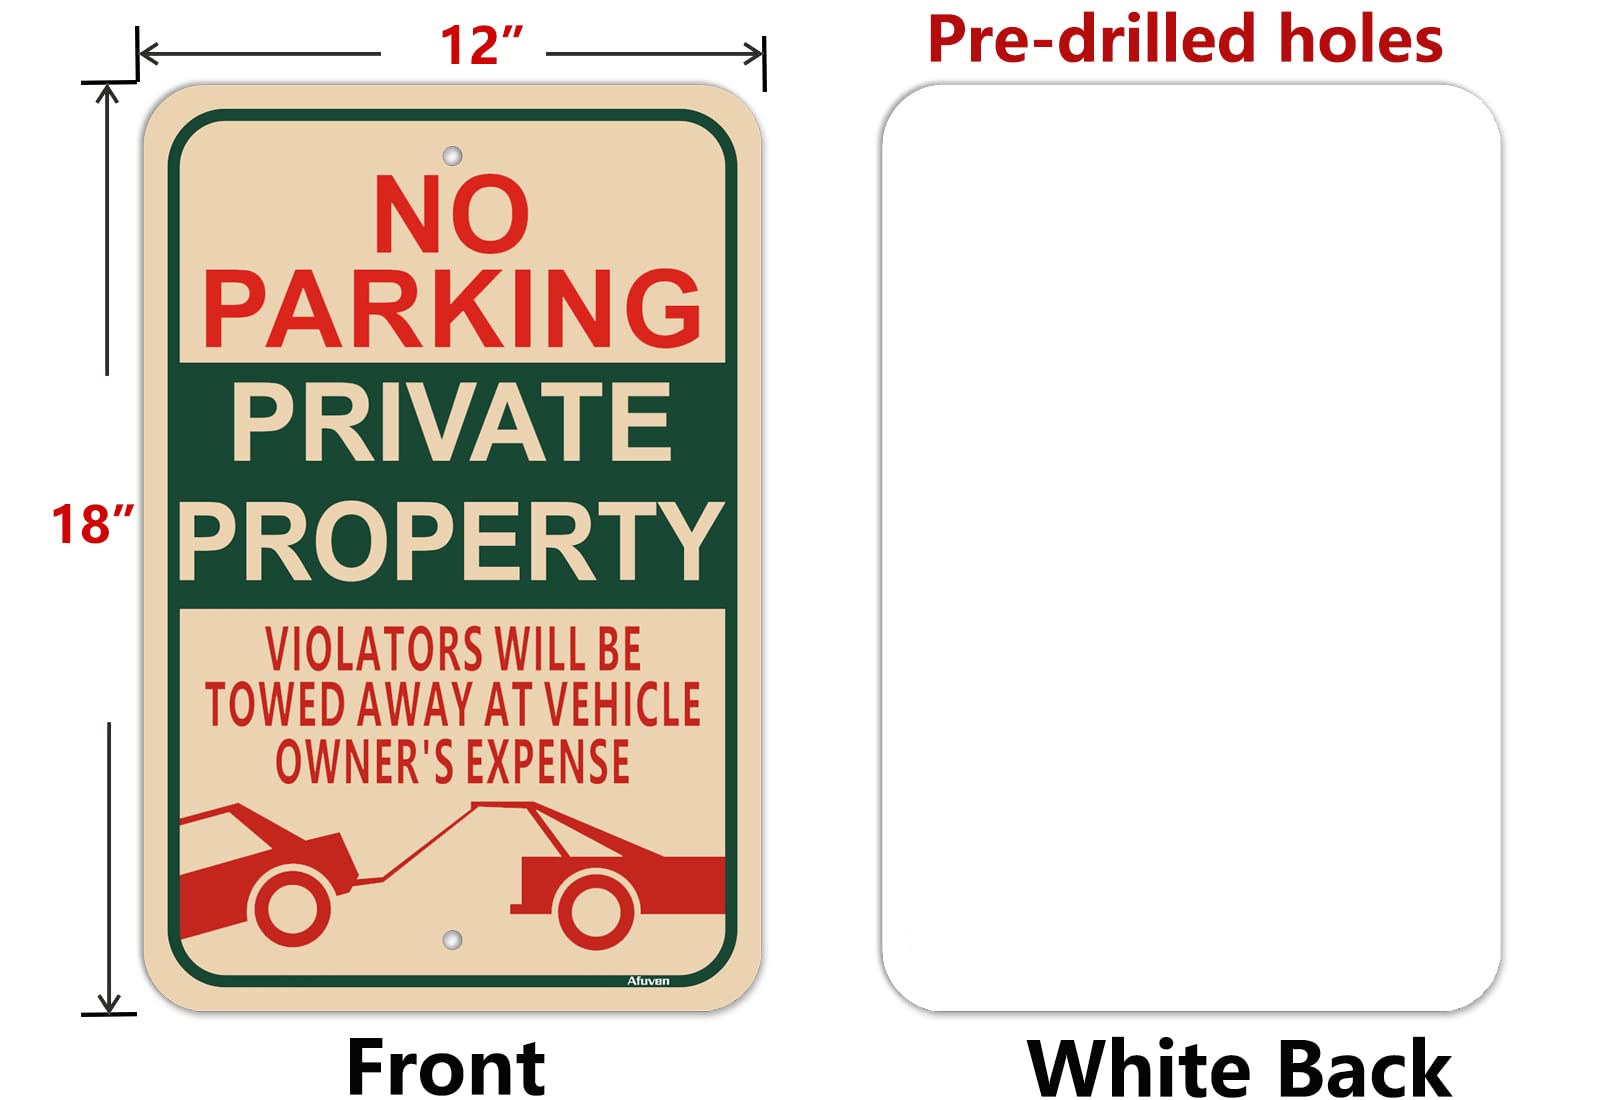 12”
Pre-drilled holes
NO
PARKING
PRIVATE
18”
PROPERTY
VIOLATORS WILL BE
TOWED AWAY AT VEHICLE
OWNER'S EXPENSE
Afuven
Front
White Back